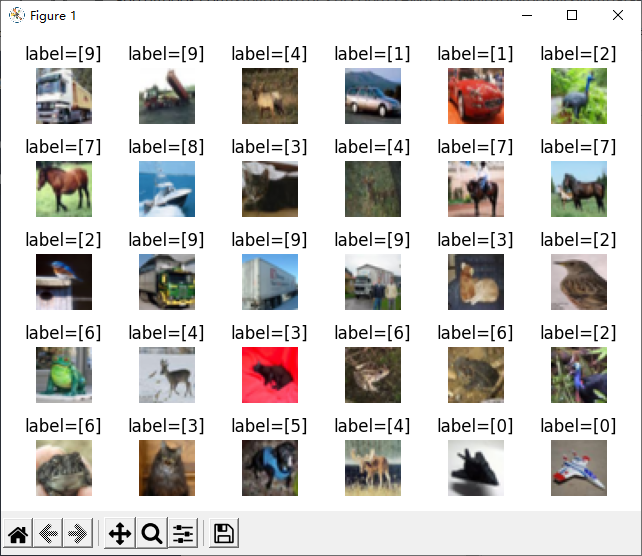 Figure 1
label=[9] label=[9] label=[4] label=[1] label=[1] label=[2]
label=[7] label=[8] label=[3] label=[4] label=[7] label=[7]
label=[2] label=[9] label=[9] label=[9] label=[3] label=[2]
label=[6] label=[4] label=[3] label=[6] label=[6] label=[2]
label=[6] label=[3] label=[5] label=[4] label=[0] label=[0]